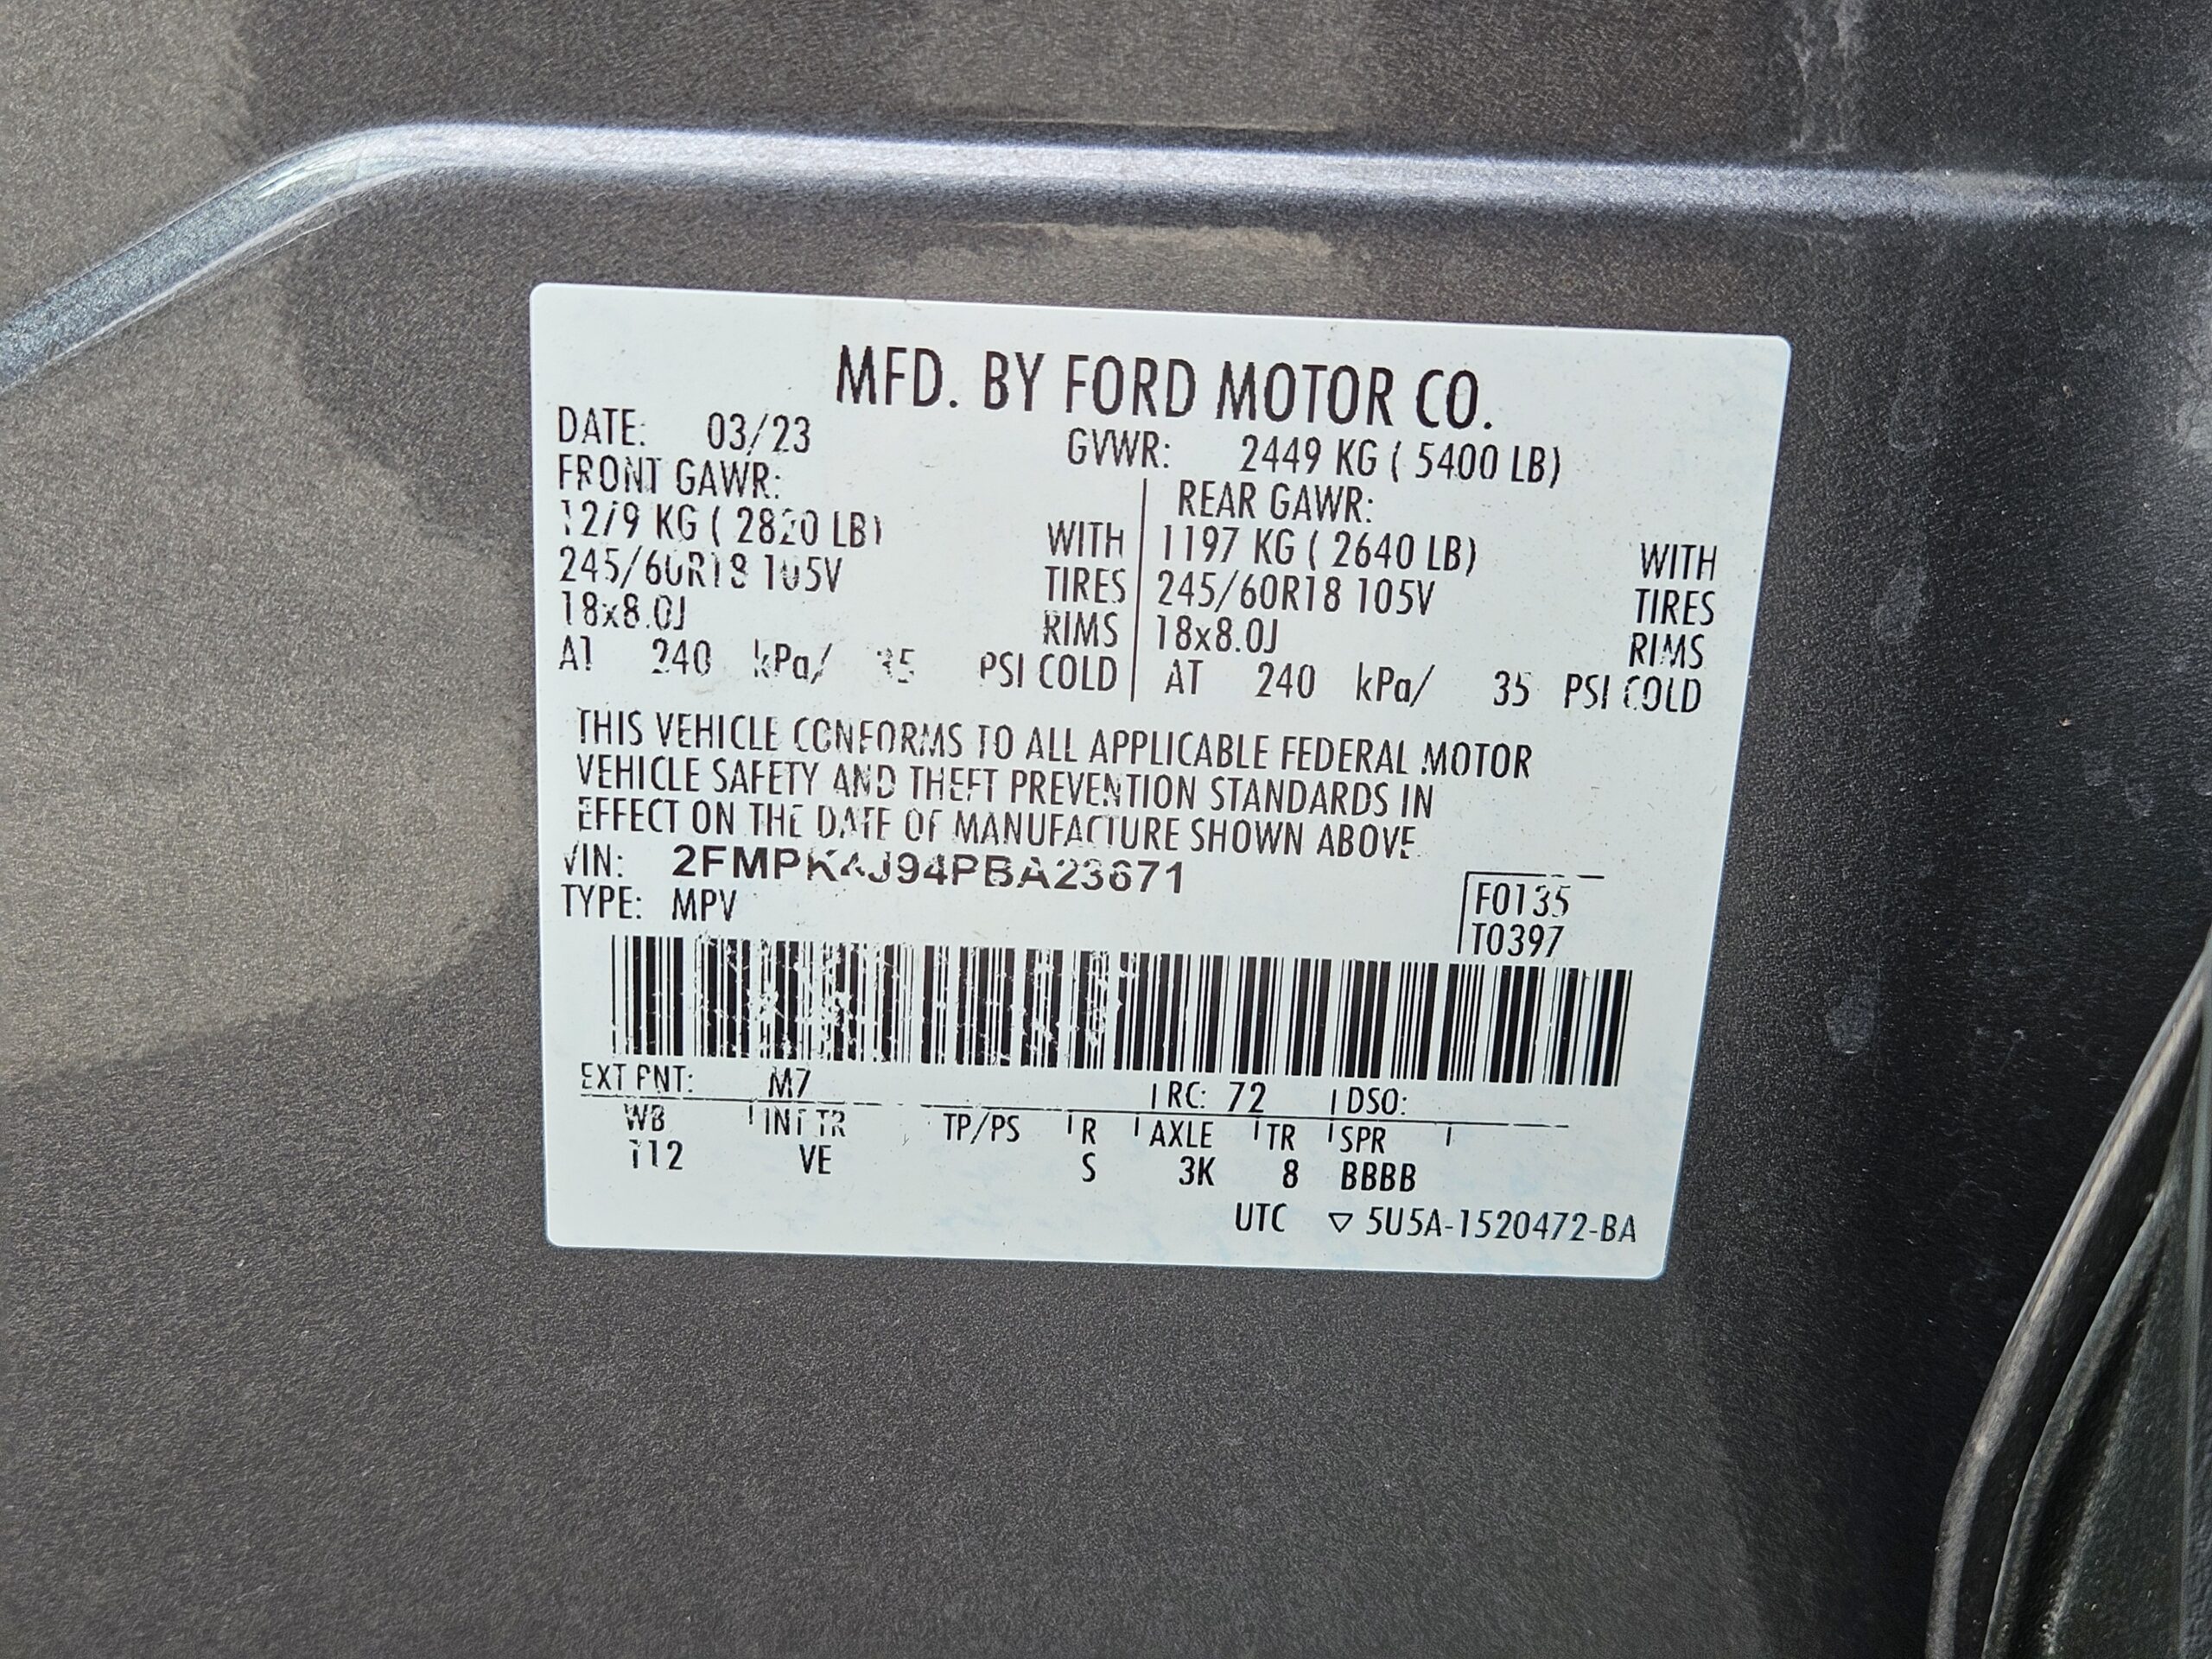 MFD. BY FORD MOTOR CO.
DATE: 03/23 GVWR: 2449 KG ( 5400 LB)
FRONT GAWR: REAR GAWR:
1279 KG ( 2820 LB) WITH 1197 KG ( 2640 LB) WITH
245/60R18 105V TIRES 245/60R18 105V TIRES
18x8.0J RIMS 18x8.0J RIMS
AT 240 kPa/ 35 PSI COLD AT 240 kPa/ 35 PSI COLD
THIS VEHICLE CONFORMS TO ALL APPLICABLE FEDERAL MOTOR
VEHICLE SAFETY AND THEFT PREVENTION STANDARDS IN
EFFECT ON THE DATE OF MANUFACTURE SHOWN ABOVE.
VIN: 2FMPK4J94PBA23671
TYPE: MPV
F0135
T0397
EXT PNT: M7 RC: 72 DSO:
WB INT TR TP/PS R AXLE TR SPR
112 VE S 3K 8 BBBB
UTC ▽ 5U5A-1520472-BA